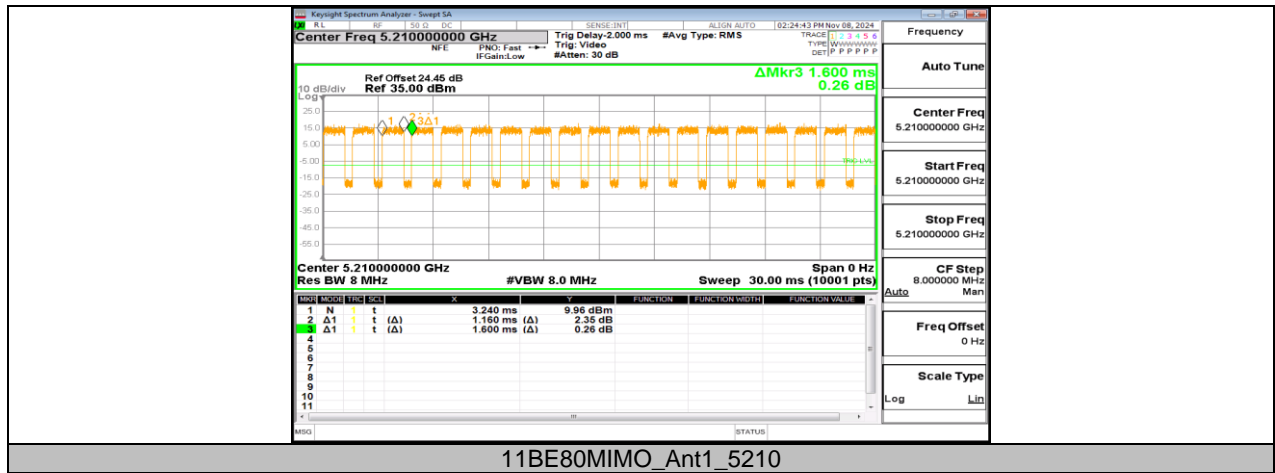 Keysight Spectrum Analyzer - Swept SA
RL RF 50 Ω DC SENSE:INT ALIGN AUTO 02:24:43 PM Nov 08, 2024
Center Freq 5.210000000 GHz
NFE PNO: Fast IFGain:Low
Trig Delay-2.000 ms
Trig: Video
#Atten: 30 dB
#Avg Type: RMS
TRACE 1 2 3 4 5 6
TYPE WWWWWW
DET P P P P P P
ΔMkr3 1.600 ms
0.26 dB
Ref Offset 24.45 dB
10 dB/div Ref 35.00 dBm
Log
25.0
15.0
5.00
-5.00
-15.0
-25.0
-35.0
-45.0
-55.0
1
2
3Δ1
TRIG LVL
Center 5.210000000 GHz Span 0 Hz
Res BW 8 MHz #VBW 8.0 MHz Sweep 30.00 ms (10001 pts)
MKR MODE TRC SCL X Y FUNCTION FUNCTION WIDTH FUNCTION VALUE
1 N 1 t 3.240 ms 9.96 dBm
2 Δ1 1 t (Δ) 1.160 ms (Δ) 2.35 dB
3 Δ1 1 t (Δ) 1.600 ms (Δ) 0.26 dB
4
5
6
7
8
9
10
11
MSG STATUS
Frequency
Auto Tune
Center Freq
5.210000000 GHz
Start Freq
5.210000000 GHz
Stop Freq
5.210000000 GHz
CF Step
8.000000 MHz
Auto Man
Freq Offset
0 Hz
Scale Type
Log Lin
11BE80MIMO_Ant1_5210